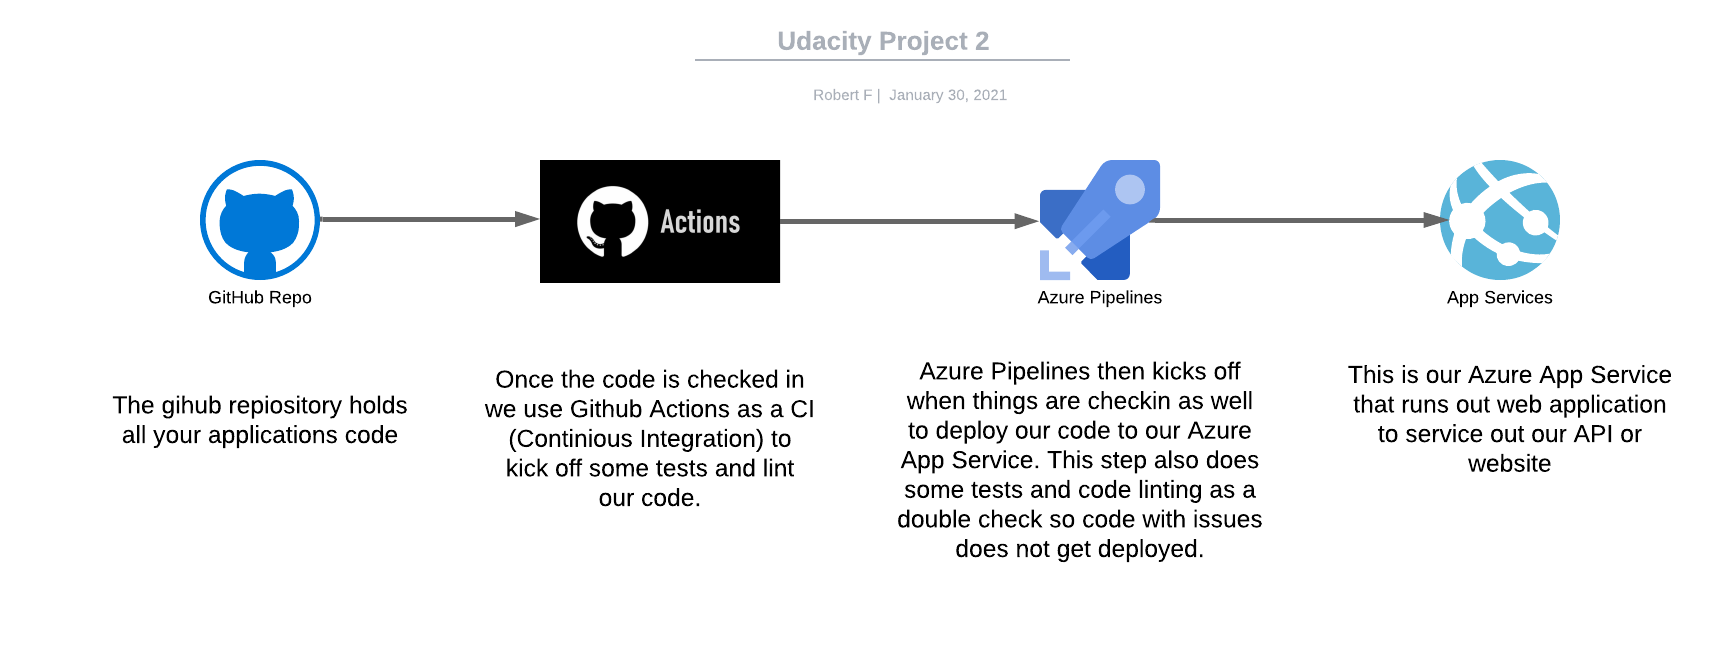 Udacity Project 2
Robert F | January 30, 2021
Actions
GitHub Repo
Azure Pipelines
App Services
The gihub repiository holds
all your applications code
Once the code is checked in
we use Github Actions as a CI
(Continious Integration) to
kick off some tests and lint
our code.
Azure Pipelines then kicks off
when things are checkin as well
to deploy our code to our Azure
App Service. This step also does
some tests and code linting as a
double check so code with issues
does not get deployed.
This is our Azure App Service
that runs out web application
to service out our API or
website